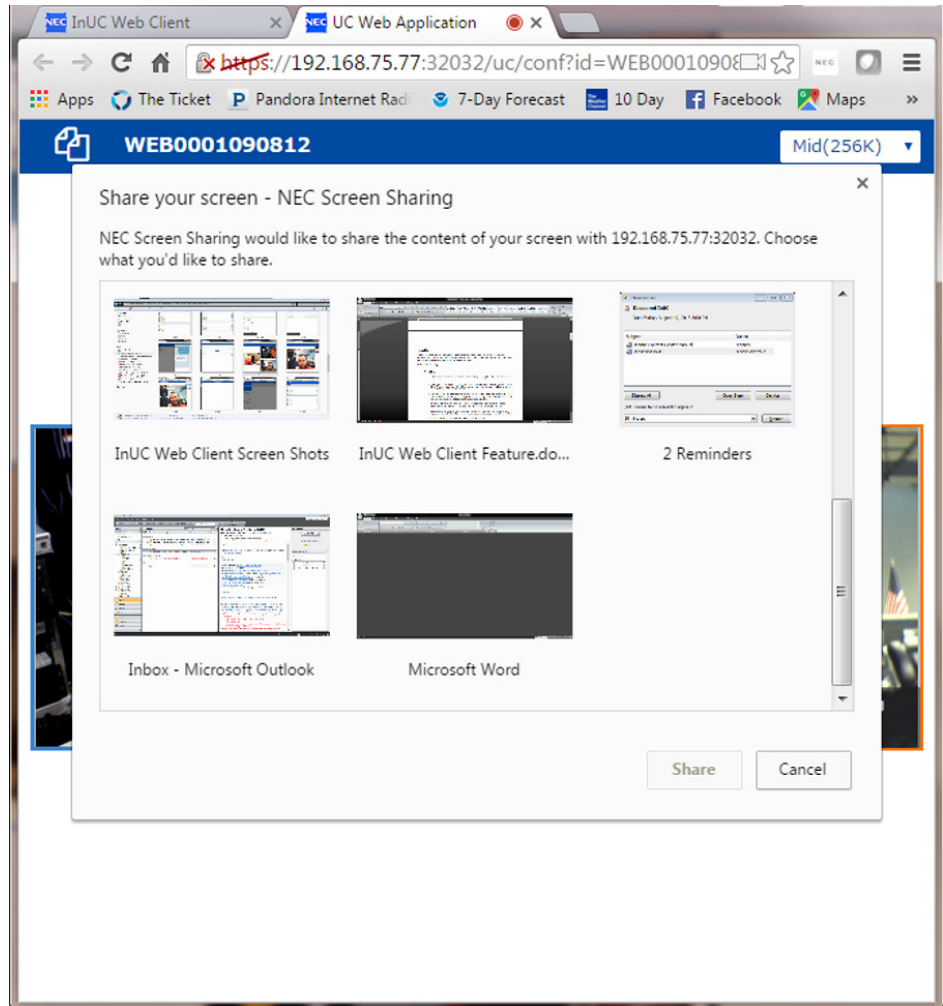 NEC InUC Web Client
NEC UC Web Application
https://192.168.75.77:32032/uc/conf?id=WEB00010908
NEC
Apps The Ticket P Pandora Internet Radi 7-Day Forecast 10 Day f Facebook Maps »
WEB0001090812 Mid(256K)
Share your screen - NEC Screen Sharing
NEC Screen Sharing would like to share the content of your screen with 192.168.75.77:32032. Choose
what you'd like to share.
InUC Web Client Screen Shots InUC Web Client Feature.do... 2 Reminders
Inbox - Microsoft Outlook Microsoft Word
Share Cancel